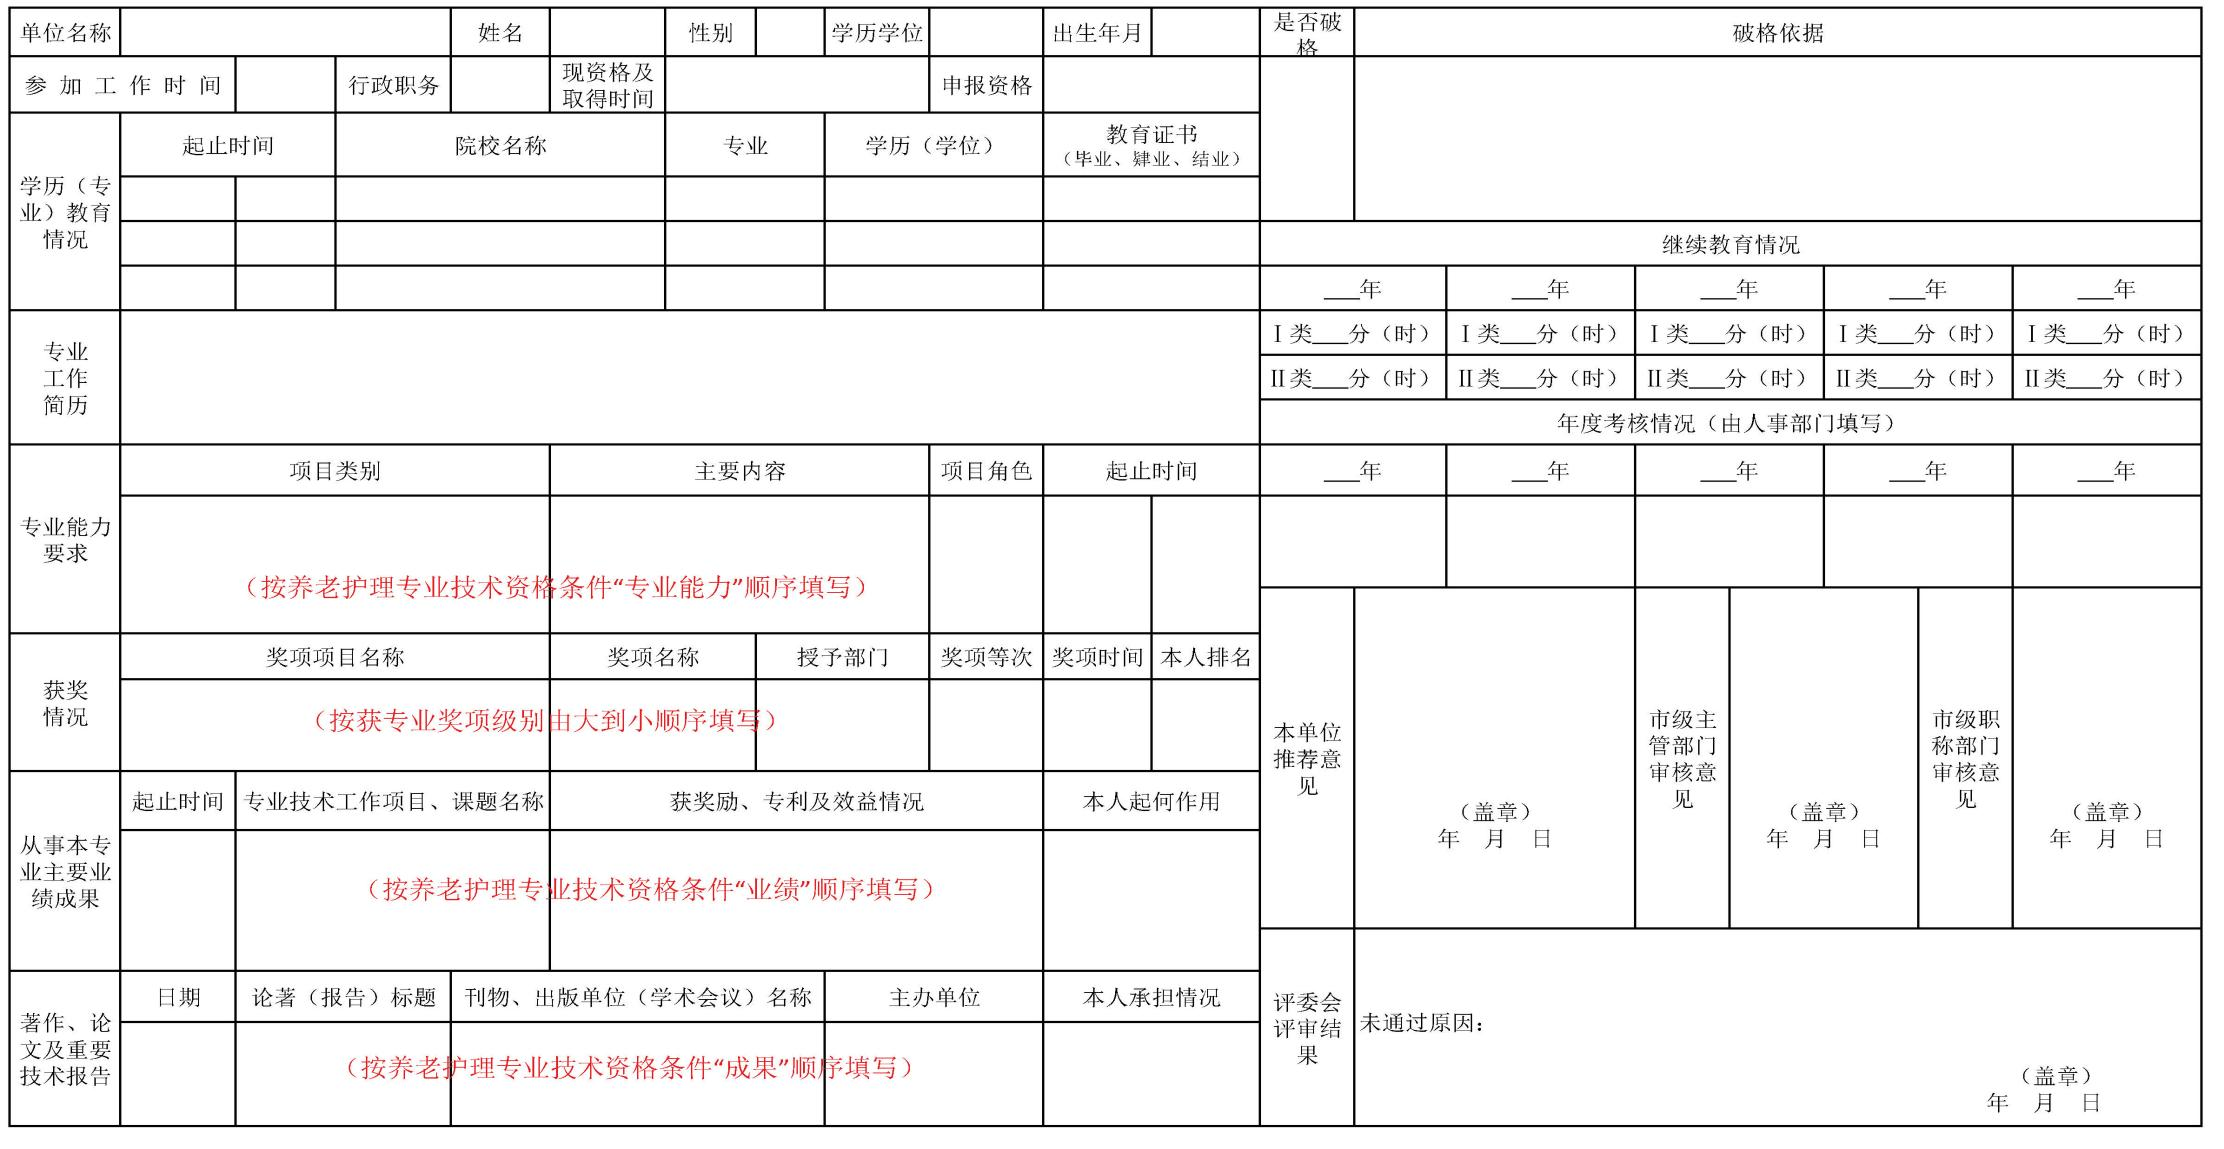 单位名称
姓名
性别
学历学位
出生年月
是否破
格
破格依据
参加工作时间
行政职务
现资格及
取得时间
申报资格
学历（专
业）教育
情况
起止时间
院校名称
专业
学历（学位）
教育证书
（毕业、肄业、结业）
继续教育情况
___年
___年
___年
___年
___年
Ⅰ类___分（时）
Ⅰ类___分（时）
Ⅰ类___分（时）
Ⅰ类___分（时）
Ⅰ类___分（时）
Ⅱ类___分（时）
Ⅱ类___分（时）
Ⅱ类___分（时）
Ⅱ类___分（时）
Ⅱ类___分（时）
专业
工作
简历
年度考核情况（由人事部门填写）
___年
___年
___年
___年
___年
专业能力
要求
项目类别
主要内容
项目角色
起止时间
（按养老护理专业技术资格条件“专业能力”顺序填写）
获奖
情况
奖项项目名称
奖项名称
授予部门
奖项等次
奖项时间
本人排名
（按获专业奖项级别由大到小顺序填写）
从事本专
业主要业
绩成果
起止时间
专业技术工作项目、课题名称
获奖励、专利及效益情况
本人起何作用
（按养老护理专业技术资格条件“业绩”顺序填写）
著作、论
文及重要
技术报告
日期
论著（报告）标题
刊物、出版单位（学术会议）名称
主办单位
本人承担情况
（按养老护理专业技术资格条件“成果”顺序填写）
本单位
推荐意
见
（盖章）
年 月 日
市级主
管部门
审核意
见
（盖章）
年 月 日
市级职
称部门
审核意
见
（盖章）
年 月 日
评委会
评审结
果
未通过原因：
（盖章）
年 月 日